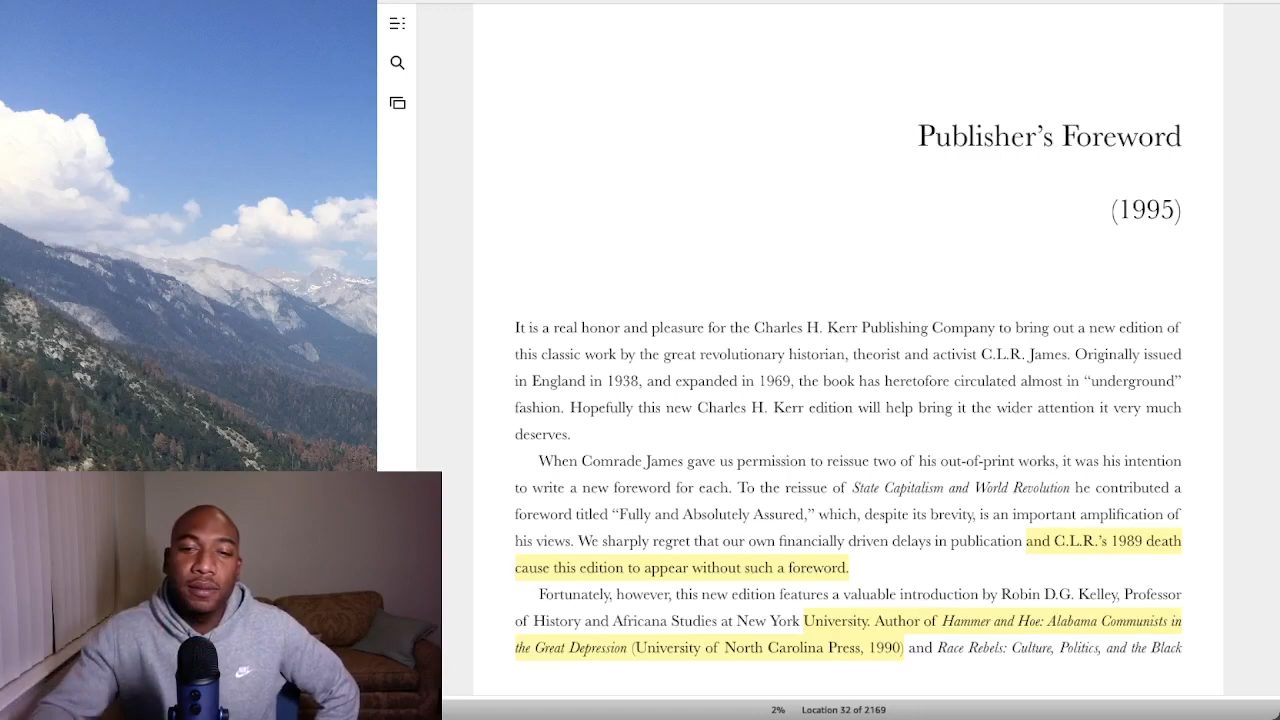 Publisher’s Foreword
(1995)
It is a real honor and pleasure for the Charles H. Kerr Publishing Company to bring out a new edition of
this classic work by the great revolutionary historian, theorist and activist C.L.R. James. Originally issued
in England in 1938, and expanded in 1969, the book has heretofore circulated almost in “underground”
fashion. Hopefully this new Charles H. Kerr edition will help bring it the wider attention it very much
deserves.
When Comrade James gave us permission to reissue two of his out-of-print works, it was his intention
to write a new foreword for each. To the reissue of State Capitalism and World Revolution he contributed a
foreword titled “Fully and Absolutely Assured,” which, despite its brevity, is an important amplification of
his views. We sharply regret that our own financially driven delays in publication and C.L.R.’s 1989 death
cause this edition to appear without such a foreword.
Fortunately, however, this new edition features a valuable introduction by Robin D.G. Kelley, Professor
of History and Africana Studies at New York University. Author of Hammer and Hoe: Alabama Communists in
the Great Depression (University of North Carolina Press, 1990) and Race Rebels: Culture, Politics, and the Black
2% Location 32 of 2169